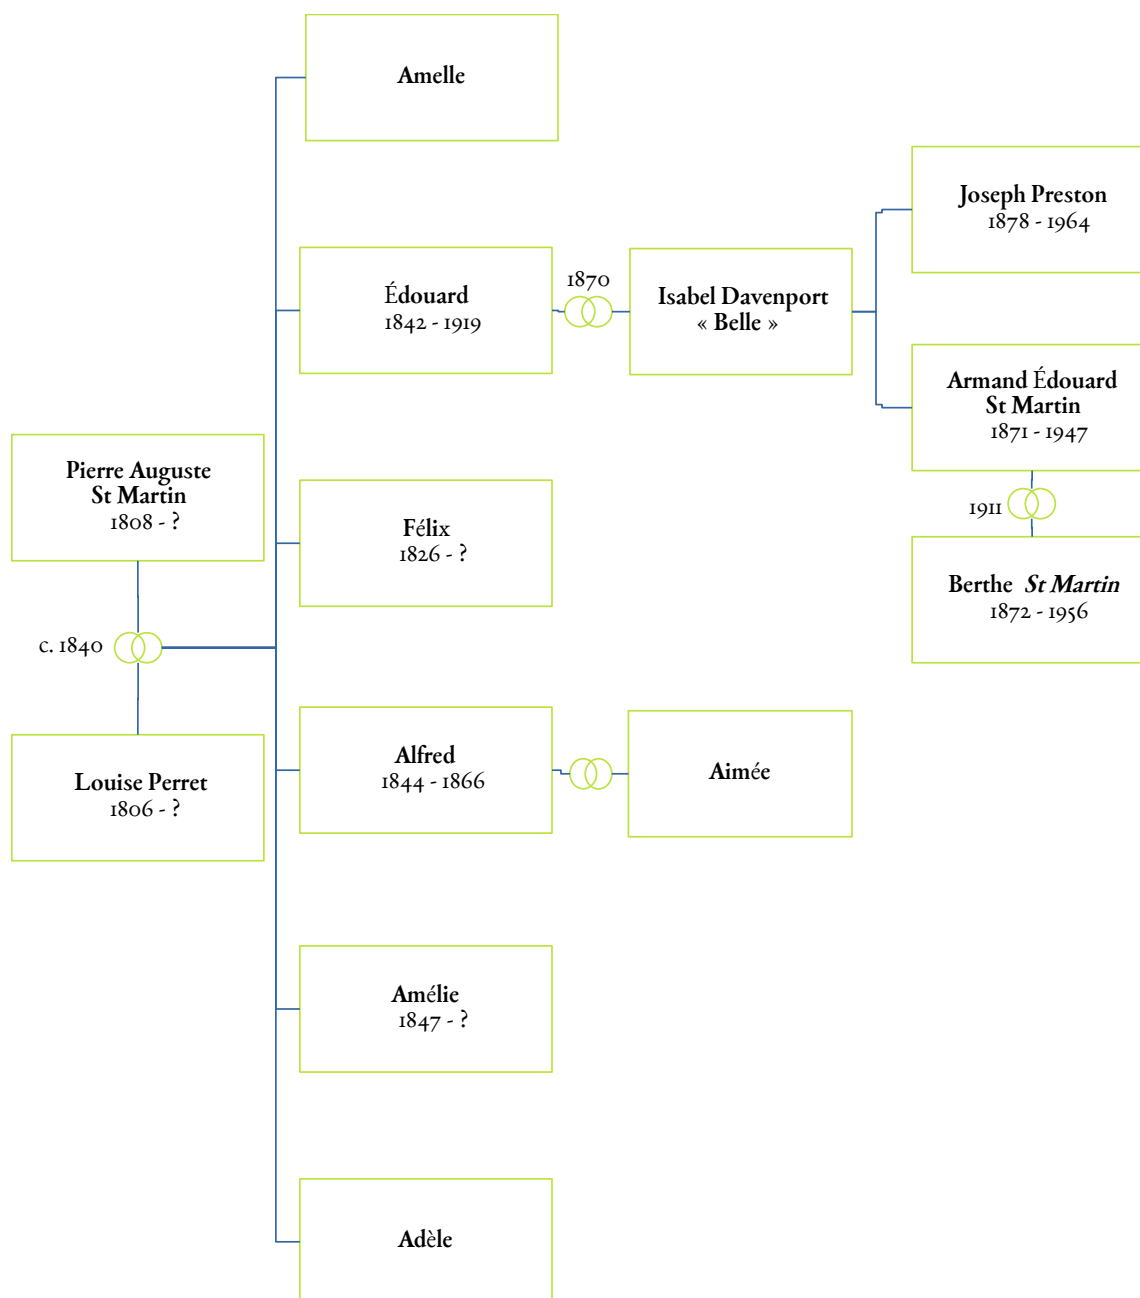 Amelle
Joseph Preston
1878 - 1964
1870
Édouard
1842 - 1919
Isabel Davenport
« Belle »
Armand Édouard
St Martin
1871 - 1947
Pierre Auguste
St Martin
1808 - ?
Félix
1826 - ?
1911
Berthe St Martin
1872 - 1956
c. 1840
Louise Perret
1806 - ?
Alfred
1844 - 1866
Aimée
Amélie
1847 - ?
Adèle